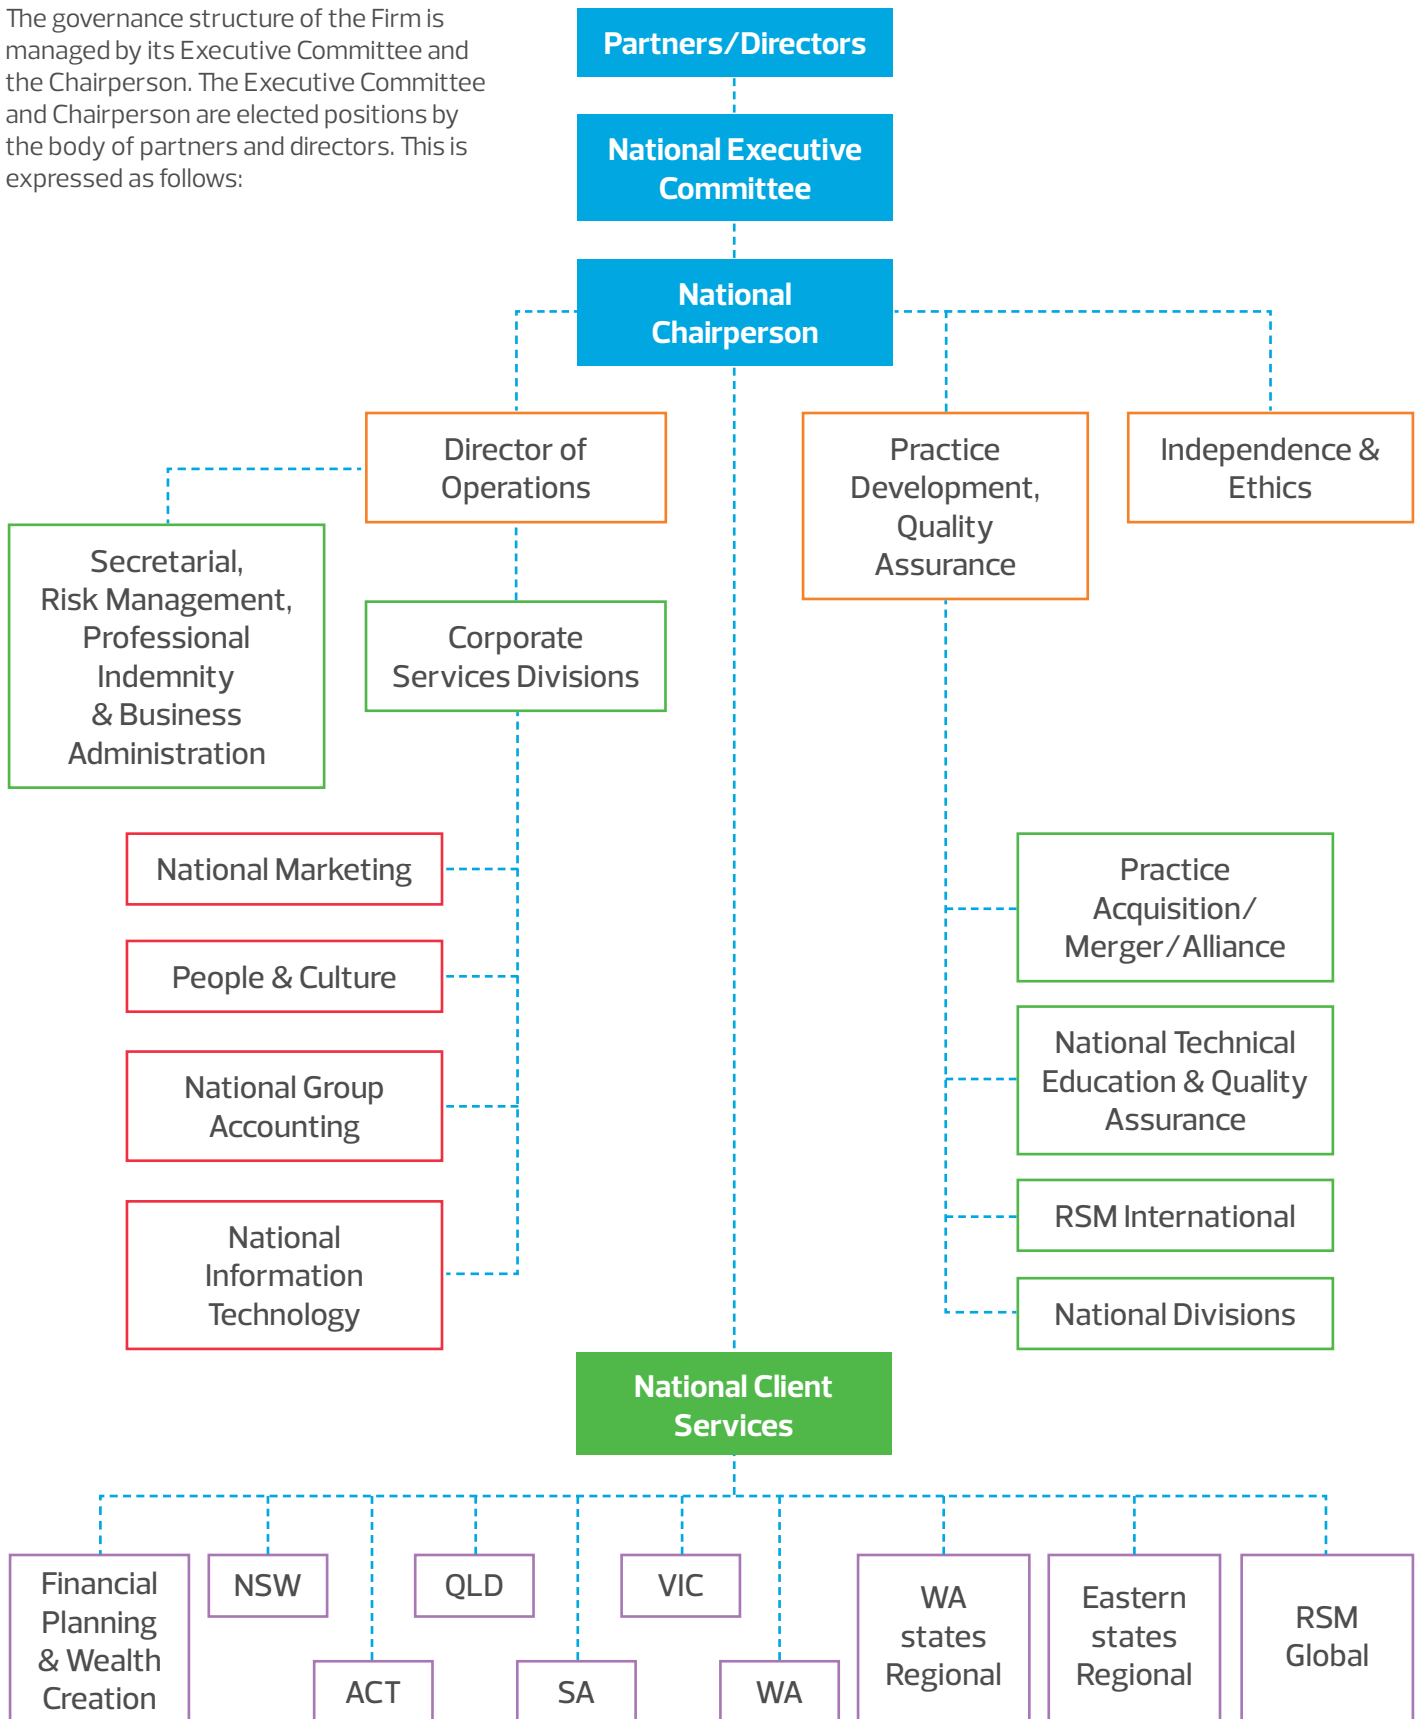 The governance structure of the Firm is
managed by its Executive Committee and
the Chairperson. The Executive Committee
and Chairperson are elected positions by
the body of partners and directors. This is
expressed as follows:
Partners/Directors
National Executive
Committee
National
Chairperson
Director of
Operations
Practice
Development,
Quality
Assurance
Independence &
Ethics
Secretarial,
Risk Management,
Professional
Indemnity
& Business
Administration
Corporate
Services Divisions
National Marketing
People & Culture
National Group
Accounting
National
Information
Technology
Practice
Acquisition/
Merger/Alliance
National Technical
Education & Quality
Assurance
RSM International
National Divisions
National Client
Services
Financial
Planning
& Wealth
Creation
NSW
ACT
QLD
SA
VIC
WA
WA
states
Regional
Eastern
states
Regional
RSM
Global